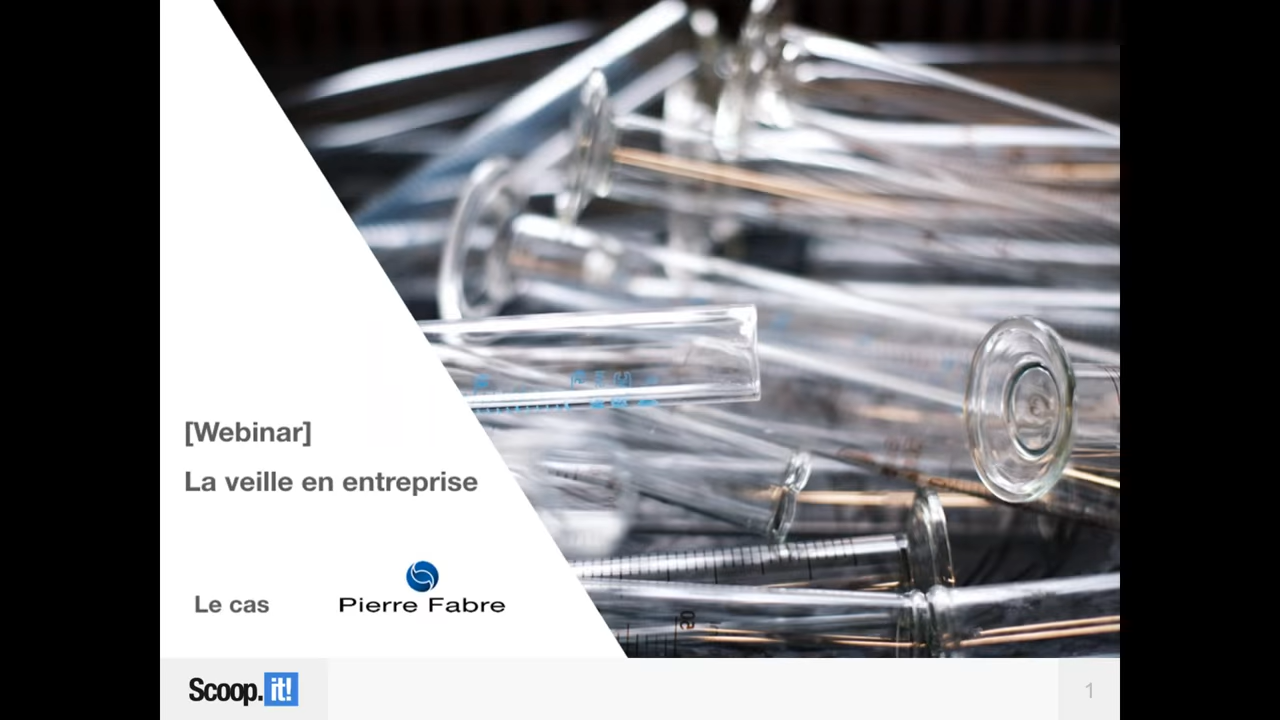 [Webinar]
La veille en entreprise
Le cas
Pierre Fabre
Scoop.it!
1